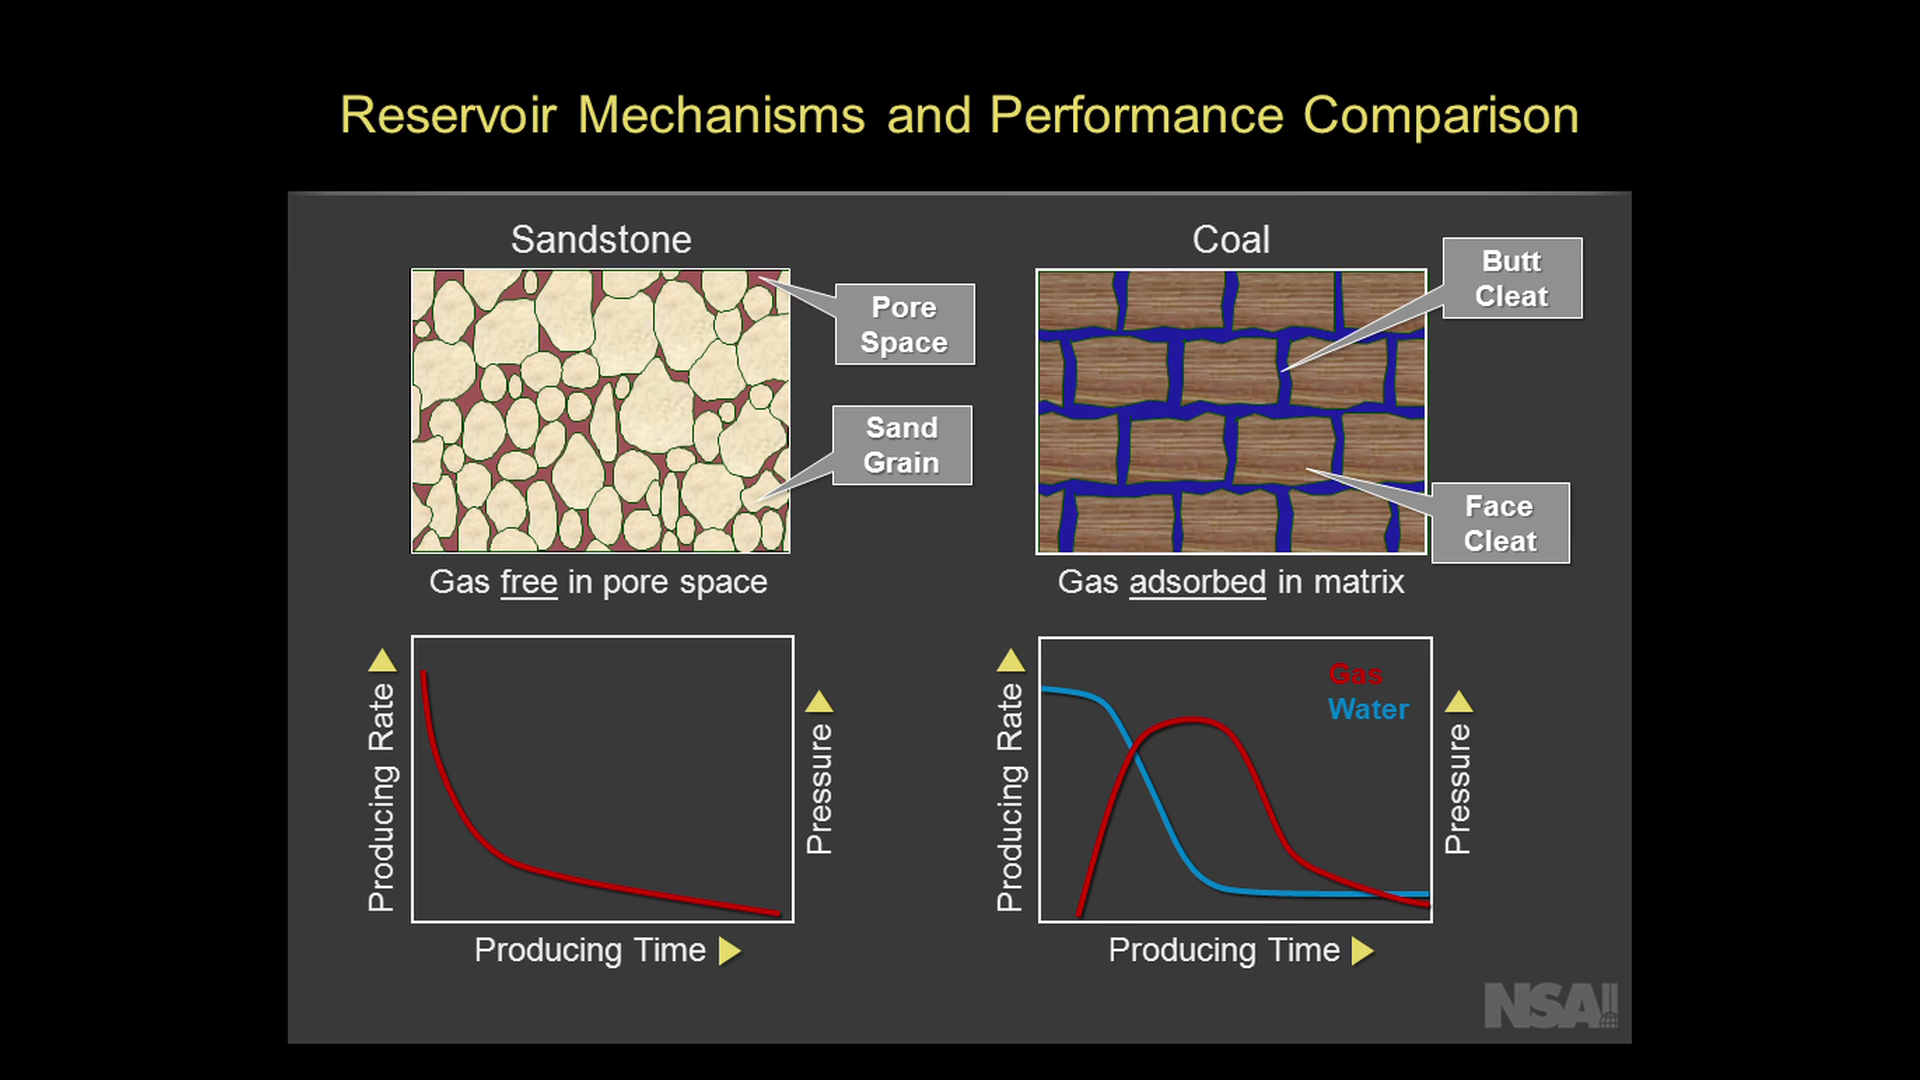 Reservoir Mechanisms and Performance Comparison
Sandstone
Pore
Space
Sand
Grain
Gas free in pore space
Coal
Butt
Cleat
Face
Cleat
Gas adsorbed in matrix
Producing Rate
Pressure
Producing Time
Producing Rate
Gas
Water
Pressure
Producing Time
NSAI